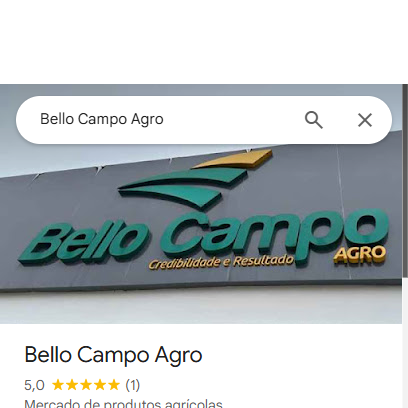 Bello Campo Agro
Bello Campo
Credibilidade e Resultado
AGRO
Bello Campo Agro
5,0 (1)
Mercado de produtos agrícolas